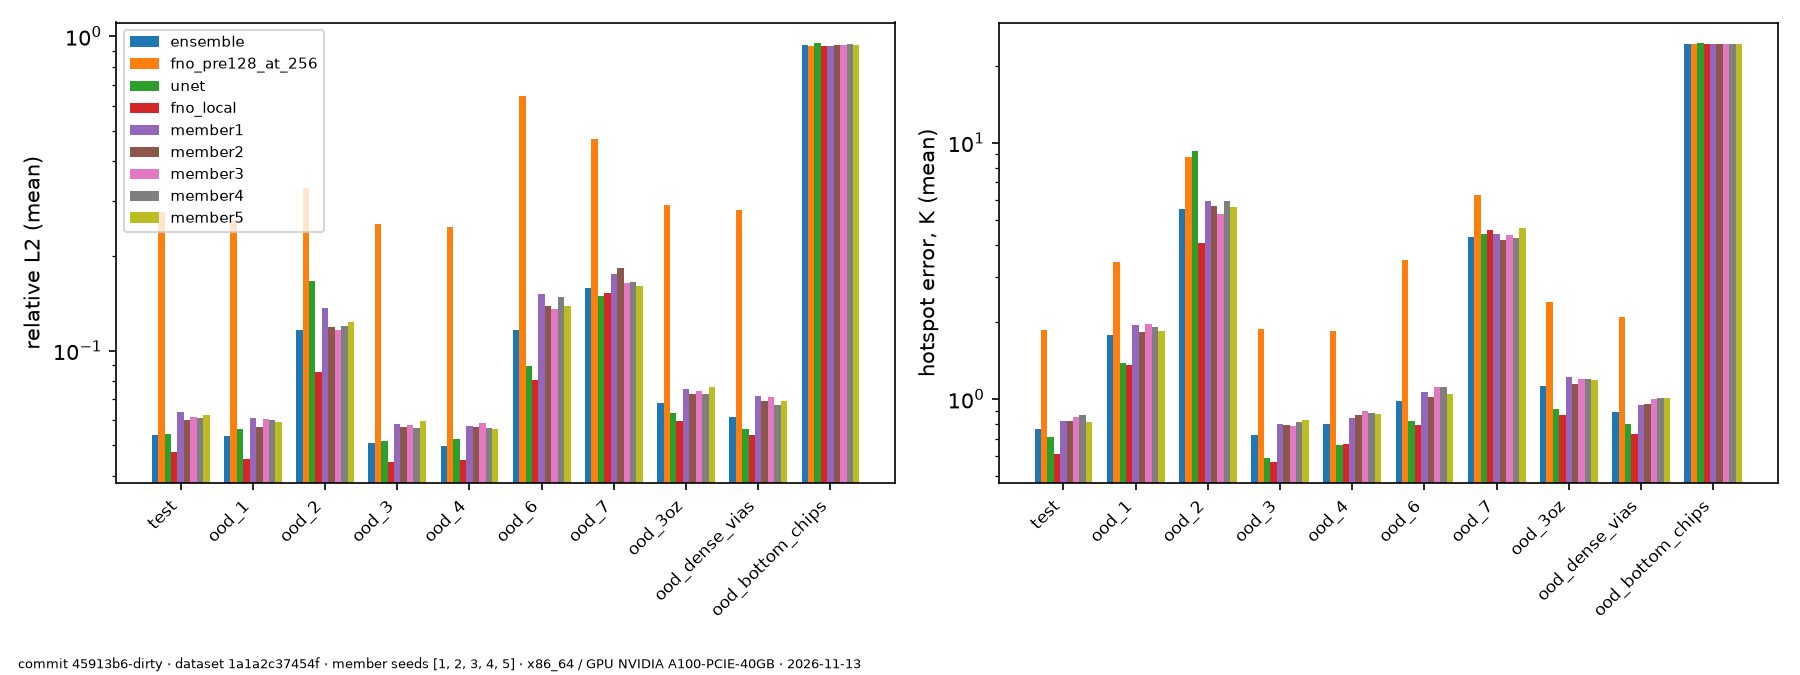 relative L2 (mean)
10⁰
10⁻¹
ensemble
fno_pre128_at_256
unet
fno_local
member1
member2
member3
member4
member5
test
ood_1
ood_2
ood_3
ood_4
ood_6
ood_7
ood_3oz
ood_dense_vias
ood_bottom_chips
hotspot error, K (mean)
10¹
10⁰
test
ood_1
ood_2
ood_3
ood_4
ood_6
ood_7
ood_3oz
ood_dense_vias
ood_bottom_chips
commit 45913b6-dirty · dataset 1a1a2c37454f · member seeds [1, 2, 3, 4, 5] · x86_64 / GPU NVIDIA A100-PCIE-40GB · 2026-11-13